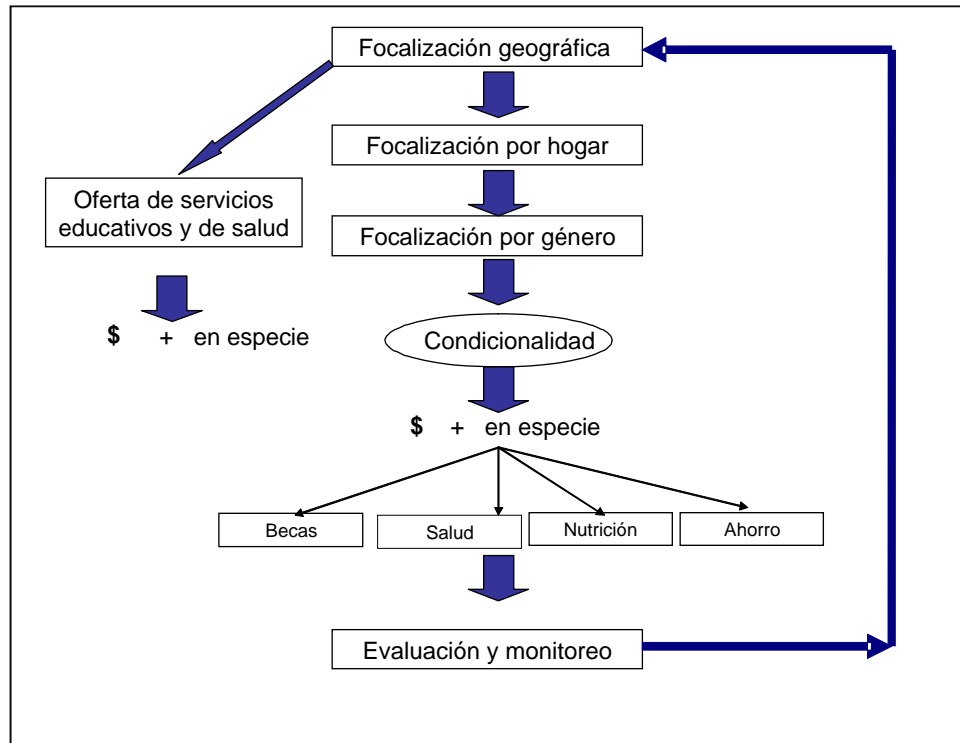 Focalización geográfica
Focalización por hogar
Oferta de servicios
educativos y de salud
Focalización por género
$ + en especie
Condicionalidad
$ + en especie
Becas
Salud
Nutrición
Ahorro
Evaluación y monitoreo